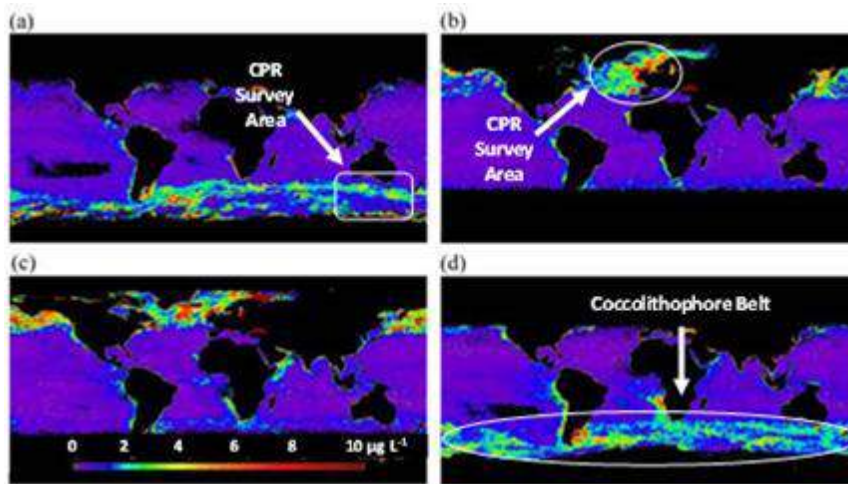 (a)
CPR
Survey
Area
(b)
CPR
Survey
Area
(c)
0 2 4 6 8 10 µg L-1
(d)
Coccolithophore Belt